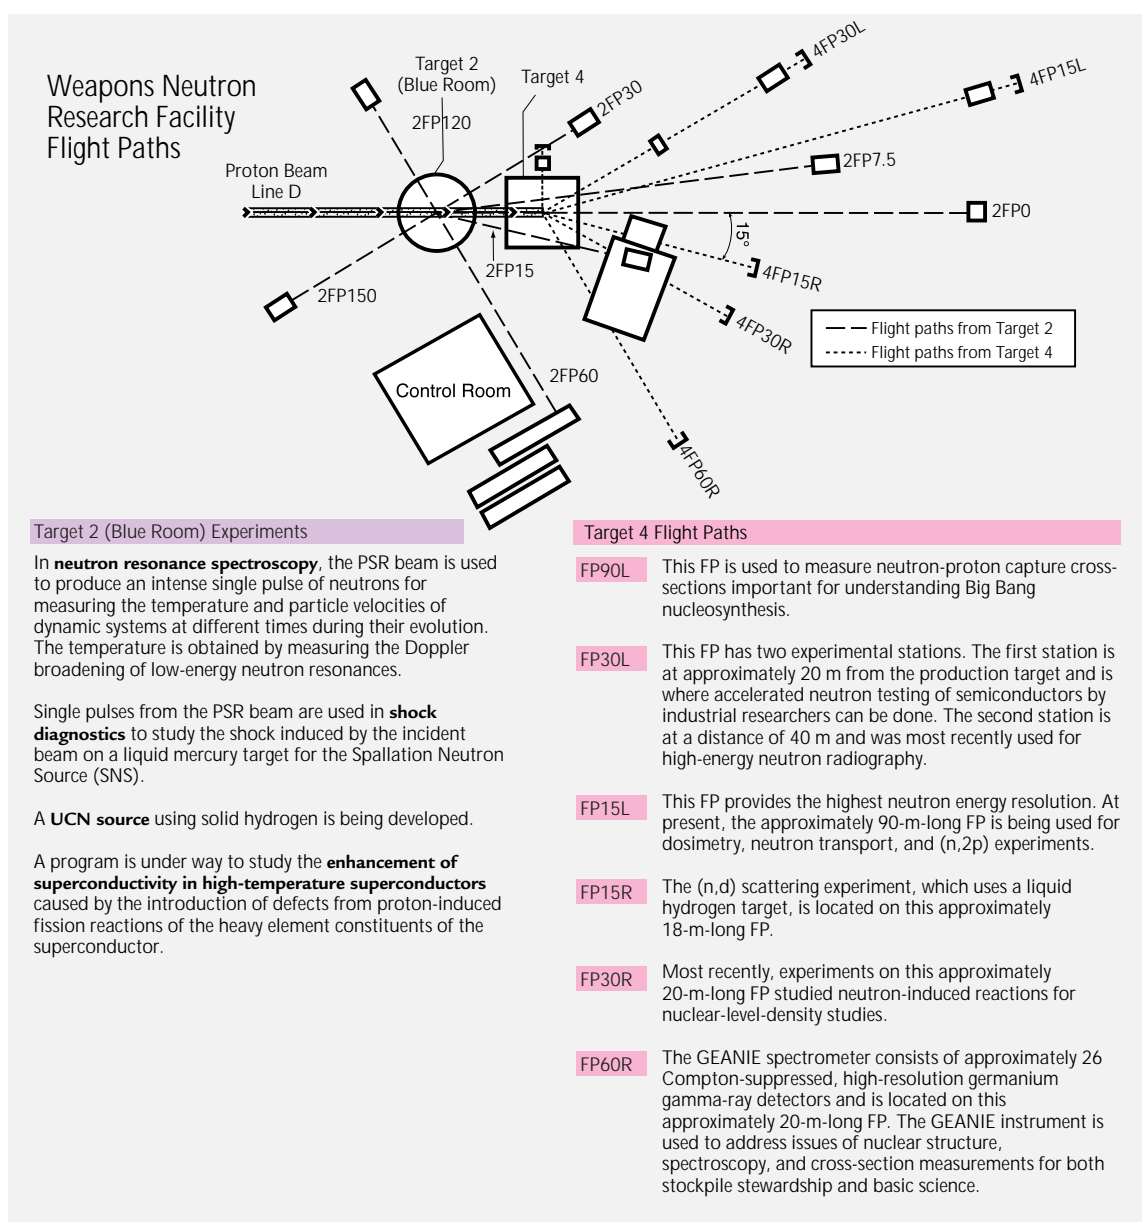 Weapons Neutron
Research Facility
Flight Paths
Target 2
(Blue Room)
Target 4
2FP120
2FP30
4FP30L
4FP15L
Proton Beam
Line D
2FP7.5
2FP0
15°
2FP15
4FP15R
2FP150
4FP30R
Flight paths from Target 2
Flight paths from Target 4
2FP60
Control Room
4FP60R
Target 2 (Blue Room) Experiments
In neutron resonance spectroscopy, the PSR beam is used
to produce an intense single pulse of neutrons for
measuring the temperature and particle velocities of
dynamic systems at different times during their evolution.
The temperature is obtained by measuring the Doppler
broadening of low-energy neutron resonances.
Single pulses from the PSR beam are used in shock
diagnostics to study the shock induced by the incident
beam on a liquid mercury target for the Spallation Neutron
Source (SNS).
A UCN source using solid hydrogen is being developed.
A program is under way to study the enhancement of
superconductivity in high-temperature superconductors
caused by the introduction of defects from proton-induced
fission reactions of the heavy element constituents of the
superconductor.
Target 4 Flight Paths
FP90L
This FP is used to measure neutron-proton capture cross-
sections important for understanding Big Bang
nucleosynthesis.
FP30L
This FP has two experimental stations. The first station is
at approximately 20 m from the production target and is
where accelerated neutron testing of semiconductors by
industrial researchers can be done. The second station is
at a distance of 40 m and was most recently used for
high-energy neutron radiography.
FP15L
This FP provides the highest neutron energy resolution. At
present, the approximately 90-m-long FP is being used for
dosimetry, neutron transport, and (n,2p) experiments.
FP15R
The (n,d) scattering experiment, which uses a liquid
hydrogen target, is located on this approximately
18-m-long FP.
FP30R
Most recently, experiments on this approximately
20-m-long FP studied neutron-induced reactions for
nuclear-level-density studies.
FP60R
The GEANIE spectrometer consists of approximately 26
Compton-suppressed, high-resolution germanium
gamma-ray detectors and is located on this
approximately 20-m-long FP. The GEANIE instrument is
used to address issues of nuclear structure,
spectroscopy, and cross-section measurements for both
stockpile stewardship and basic science.